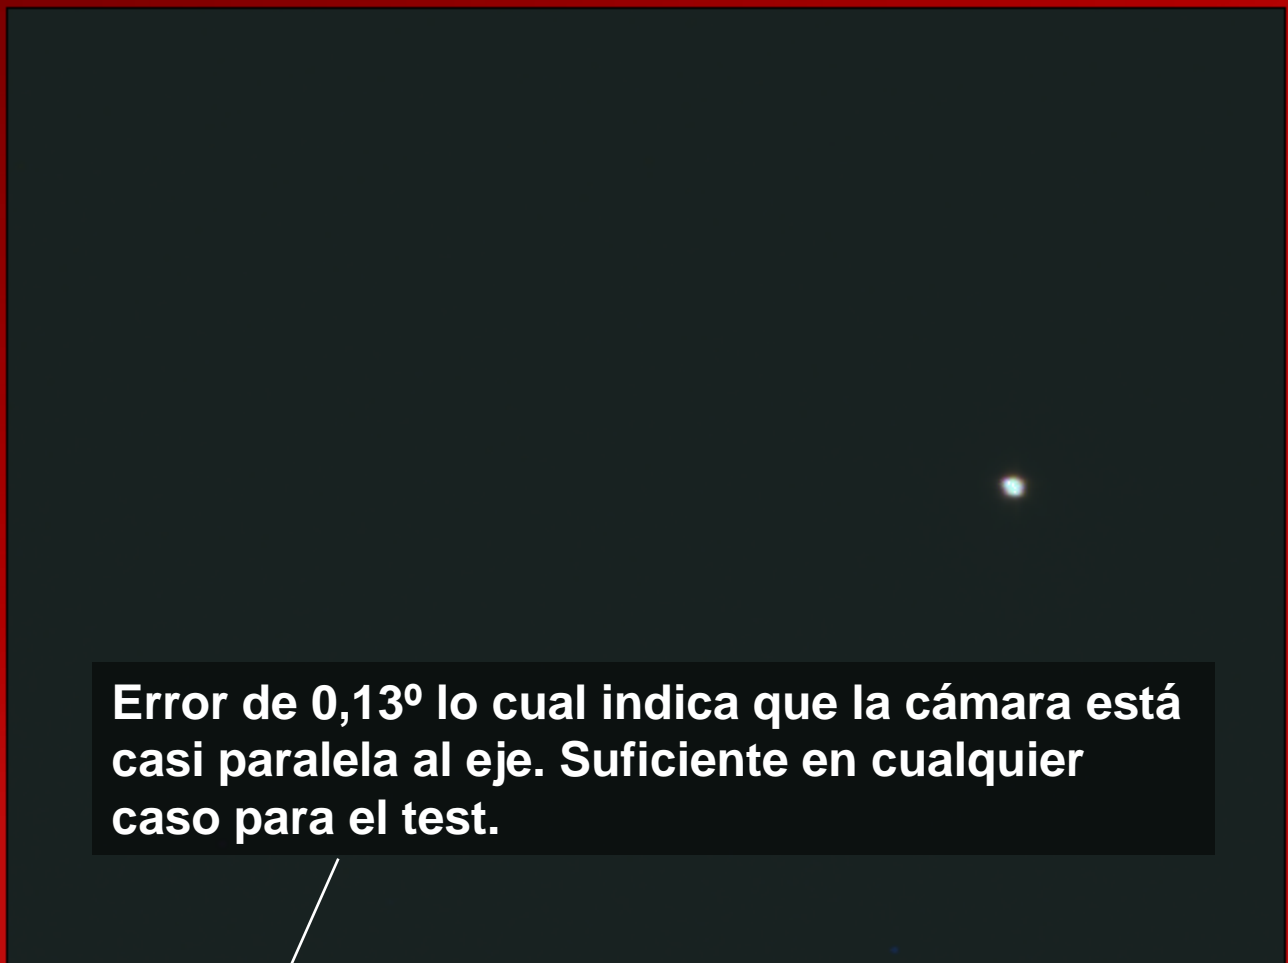 Error de 0,13º lo cual indica que la cámara está
casi paralela al eje. Suficiente en cualquier
caso para el test.